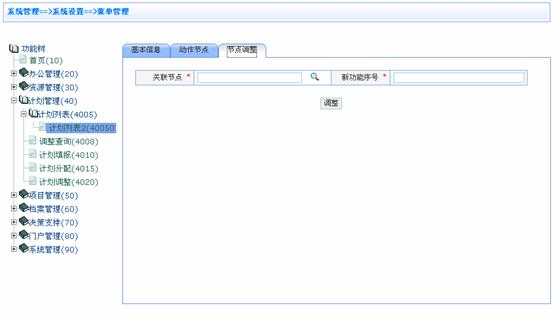 系统管理==>系统设置==>菜单管理
功能树
首页(10)
办公管理(20)
资源管理(30)
计划管理(40)
计划列表(4005)
计划列表2(40050
调整查询(4008)
计划填报(4010)
计划分配(4015)
计划调整(4020)
项目管理(50)
档案管理(60)
决策支持(70)
门户管理(80)
系统管理(90)
基本信息 动作节点 节点调整
关联节点 * 新功能序号 *
调整